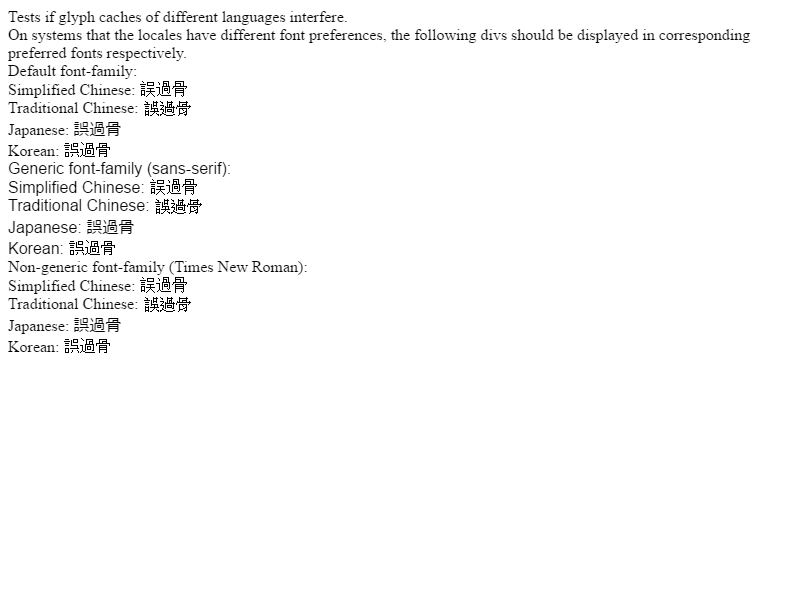 Tests if glyph caches of different languages interfere.
On systems that the locales have different font preferences, the following divs should be displayed in corresponding
preferred fonts respectively.
Default font-family:
Simplified Chinese: 誤過骨
Traditional Chinese: 誤過骨
Japanese: 誤過骨
Korean: 誤過骨
Generic font-family (sans-serif):
Simplified Chinese: 誤過骨
Traditional Chinese: 誤過骨
Japanese: 誤過骨
Korean: 誤過骨
Non-generic font-family (Times New Roman):
Simplified Chinese: 誤過骨
Traditional Chinese: 誤過骨
Japanese: 誤過骨
Korean: 誤過骨